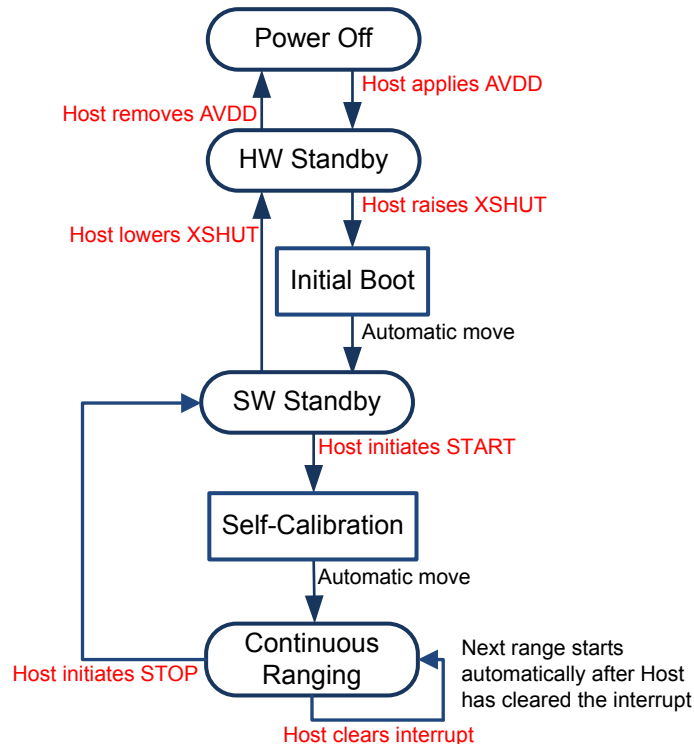 Power Off
Host applies AVDD
Host removes AVDD
HW Standby
Host raises XSHUT
Host lowers XSHUT
Initial Boot
Automatic move
SW Standby
Host initiates START
Self-Calibration
Automatic move
Continuous
Ranging
Next range starts
automatically after Host
has cleared the interrupt
Host initiates STOP
Host clears interrupt